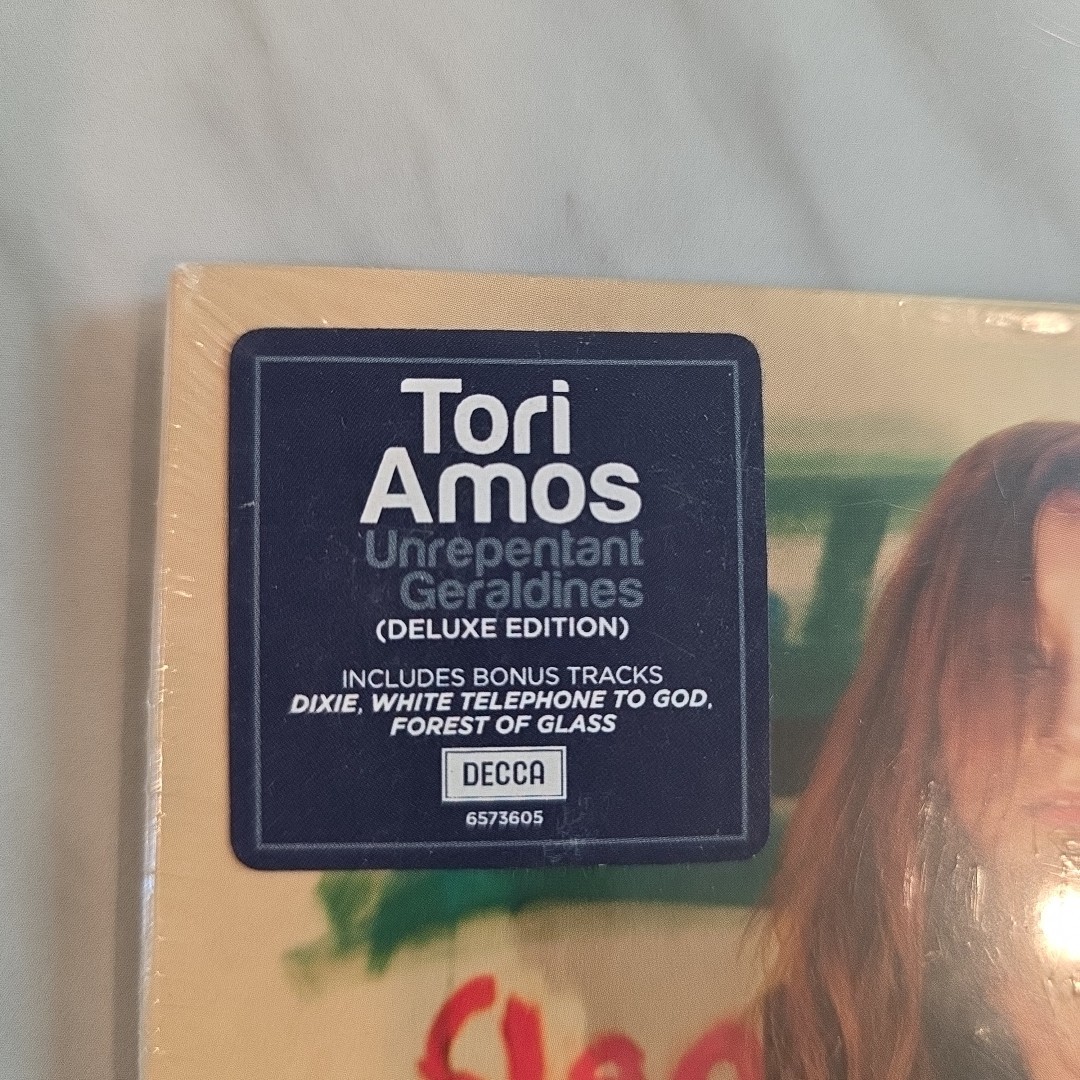 Tori
Amos
Unrepentant
Geraldines
(DELUXE EDITION)
INCLUDES BONUS TRACKS
DIXIE, WHITE TELEPHONE TO GOD,
FOREST OF GLASS
DECCA
6573605